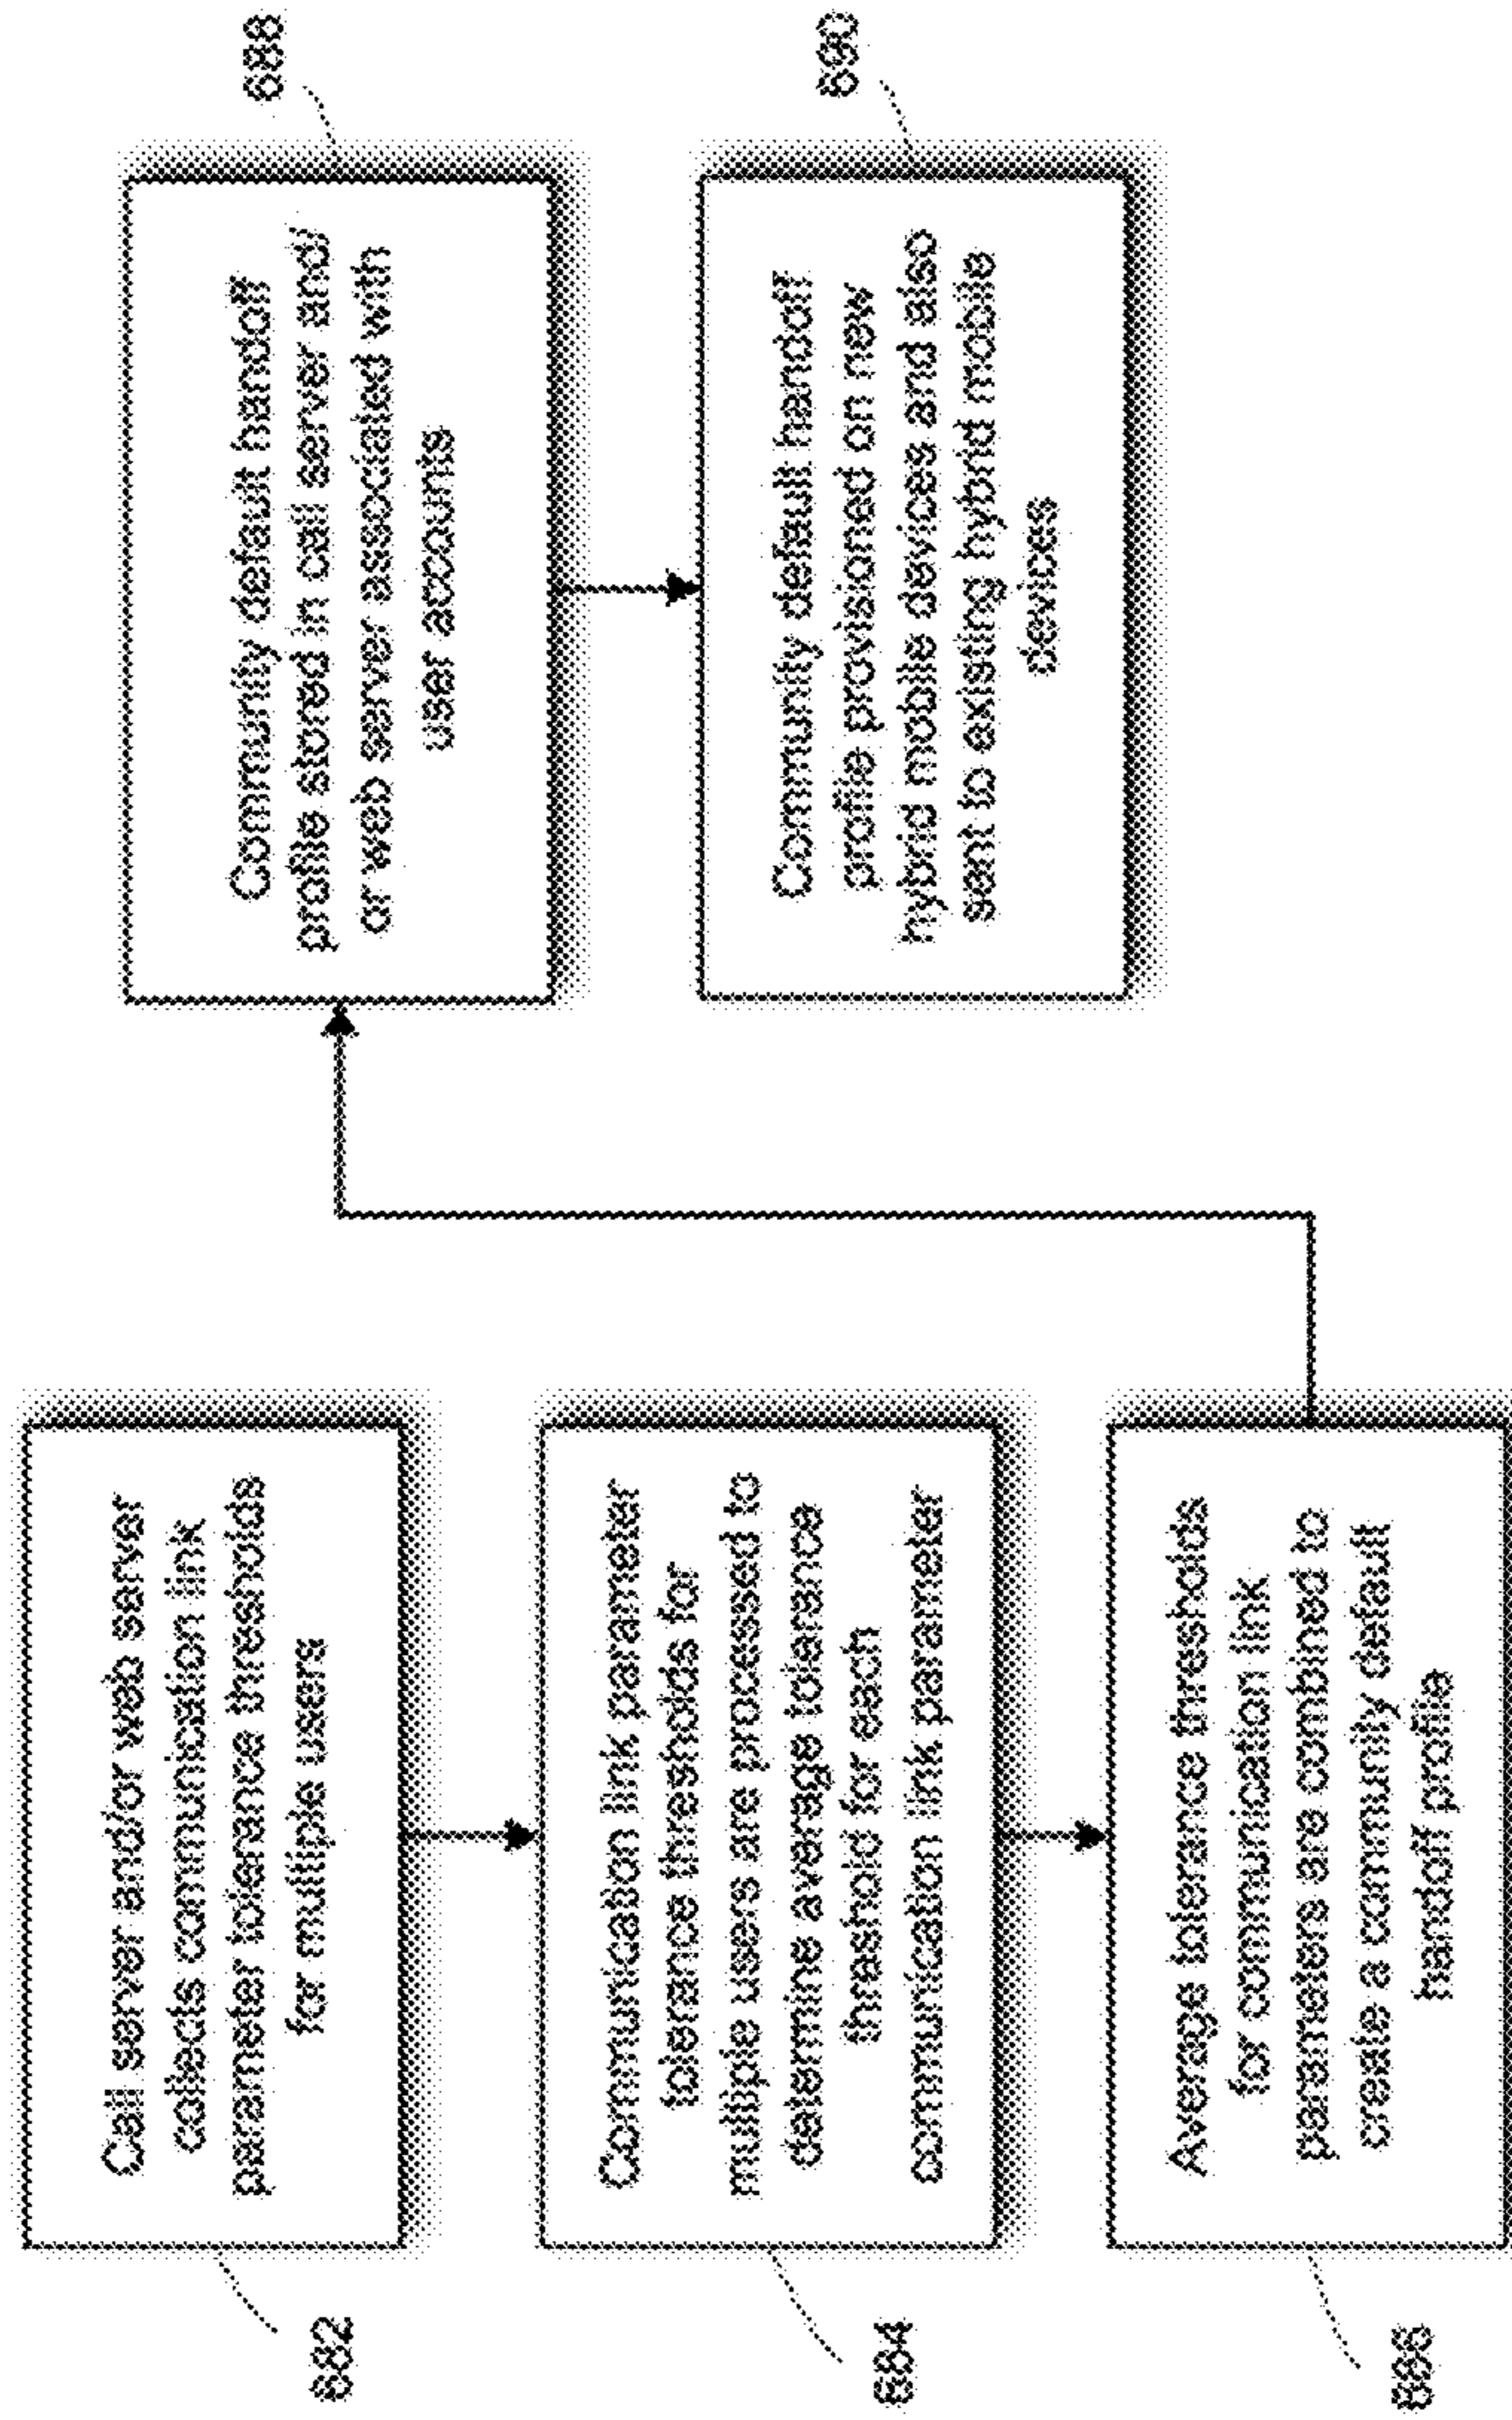 682
Call server and/or web server
collects communication link
parameter tolerance thresholds
for multiple users
684
Communication link parameter
tolerance thresholds for
multiple users are processed to
determine average tolerance
threshold for each
communication link parameter
686
Average tolerance thresholds
for communication link
parameters are combined to
create a community default
handoff profile
688
Community default handoff
profile stored in call server and/
or web server associated with
user accounts
690
Community default handoff
profile provisioned on new
hybrid mobile devices and also
sent to existing hybrid mobile
devices